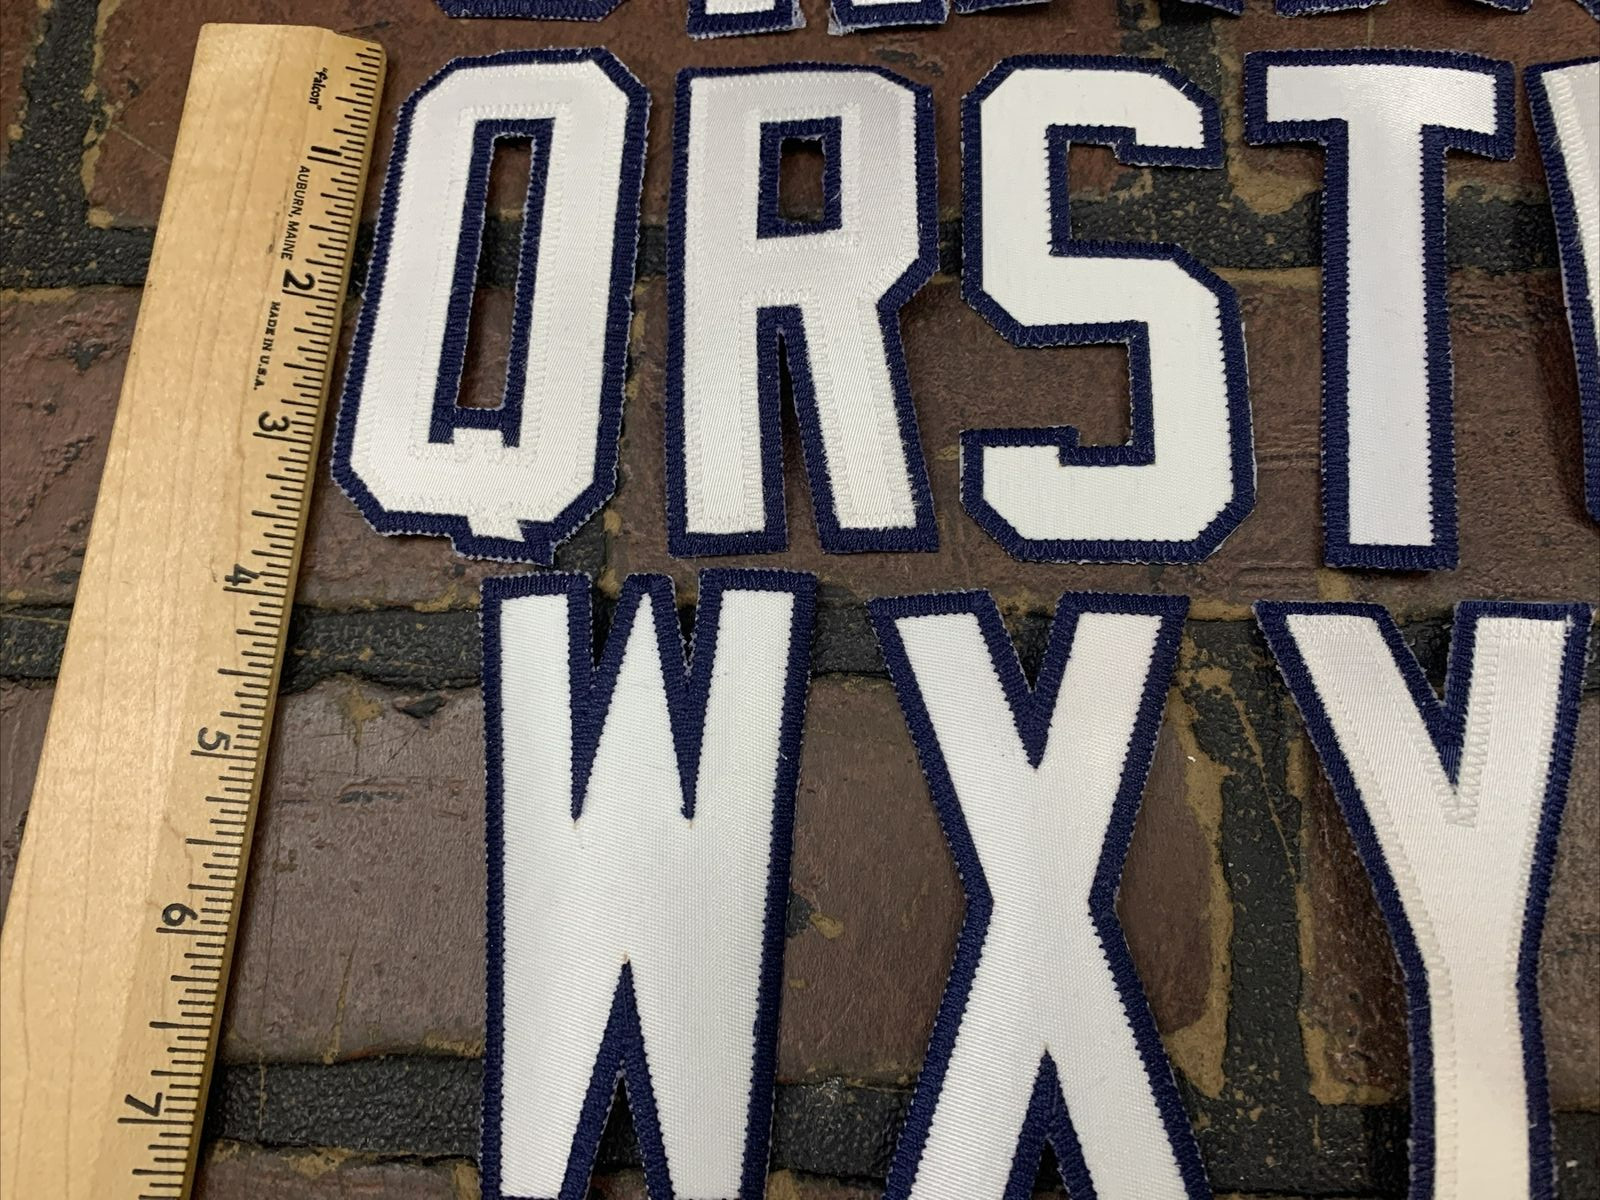 "Falcon"
AUBURN, MAINE
MADE IN U.S.A.
1
2
3
4
5
6
7
QRST
WXY